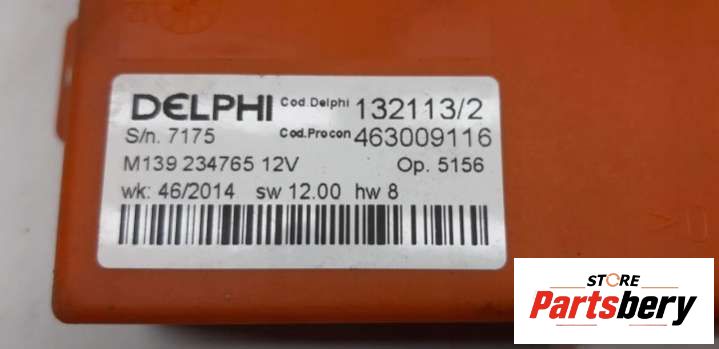 DELPHI Cod.Delphi 132113/2
S/n. 7175 Cod.Procon 463009116
M139 234765 12V Op. 5156
wk: 46/2014 sw 12.00 hw 8
STORE
Partsbery